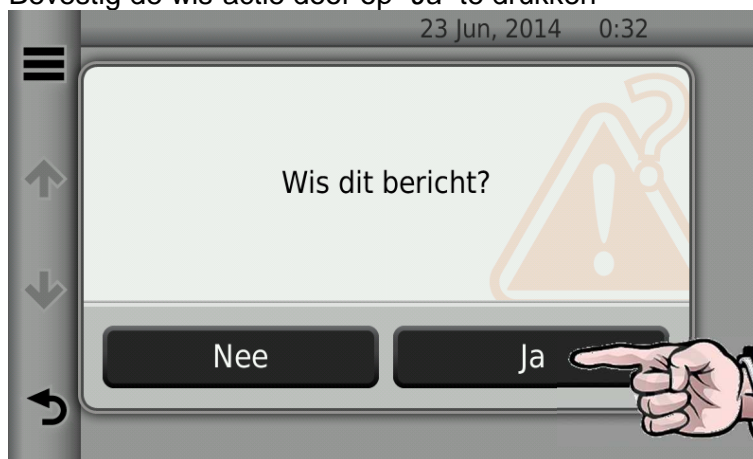 Bevestig de wis actie door op "Ja" te drukken
23 Jun, 2014 0:32
Wis dit bericht?
Nee
Ja